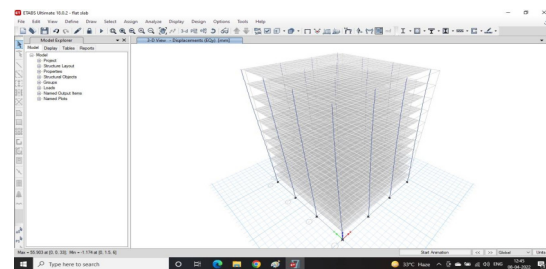 ETABS Ultimate 18.0.2 - Flat slab
File Edit View Define Draw Select Assign Analyze Display Design Options Tools Help
Model Explorer
3-D View - Displacements (EQy) [mm]
Model Display Tables Reports
Model
Project
Structure Layout
Properties
Structural Objects
Groups
Loads
Named Output Items
Named Plots
Start Animation << >> Global Units
Type here to search
33°C Haze ENG 12:45
06-04-2022